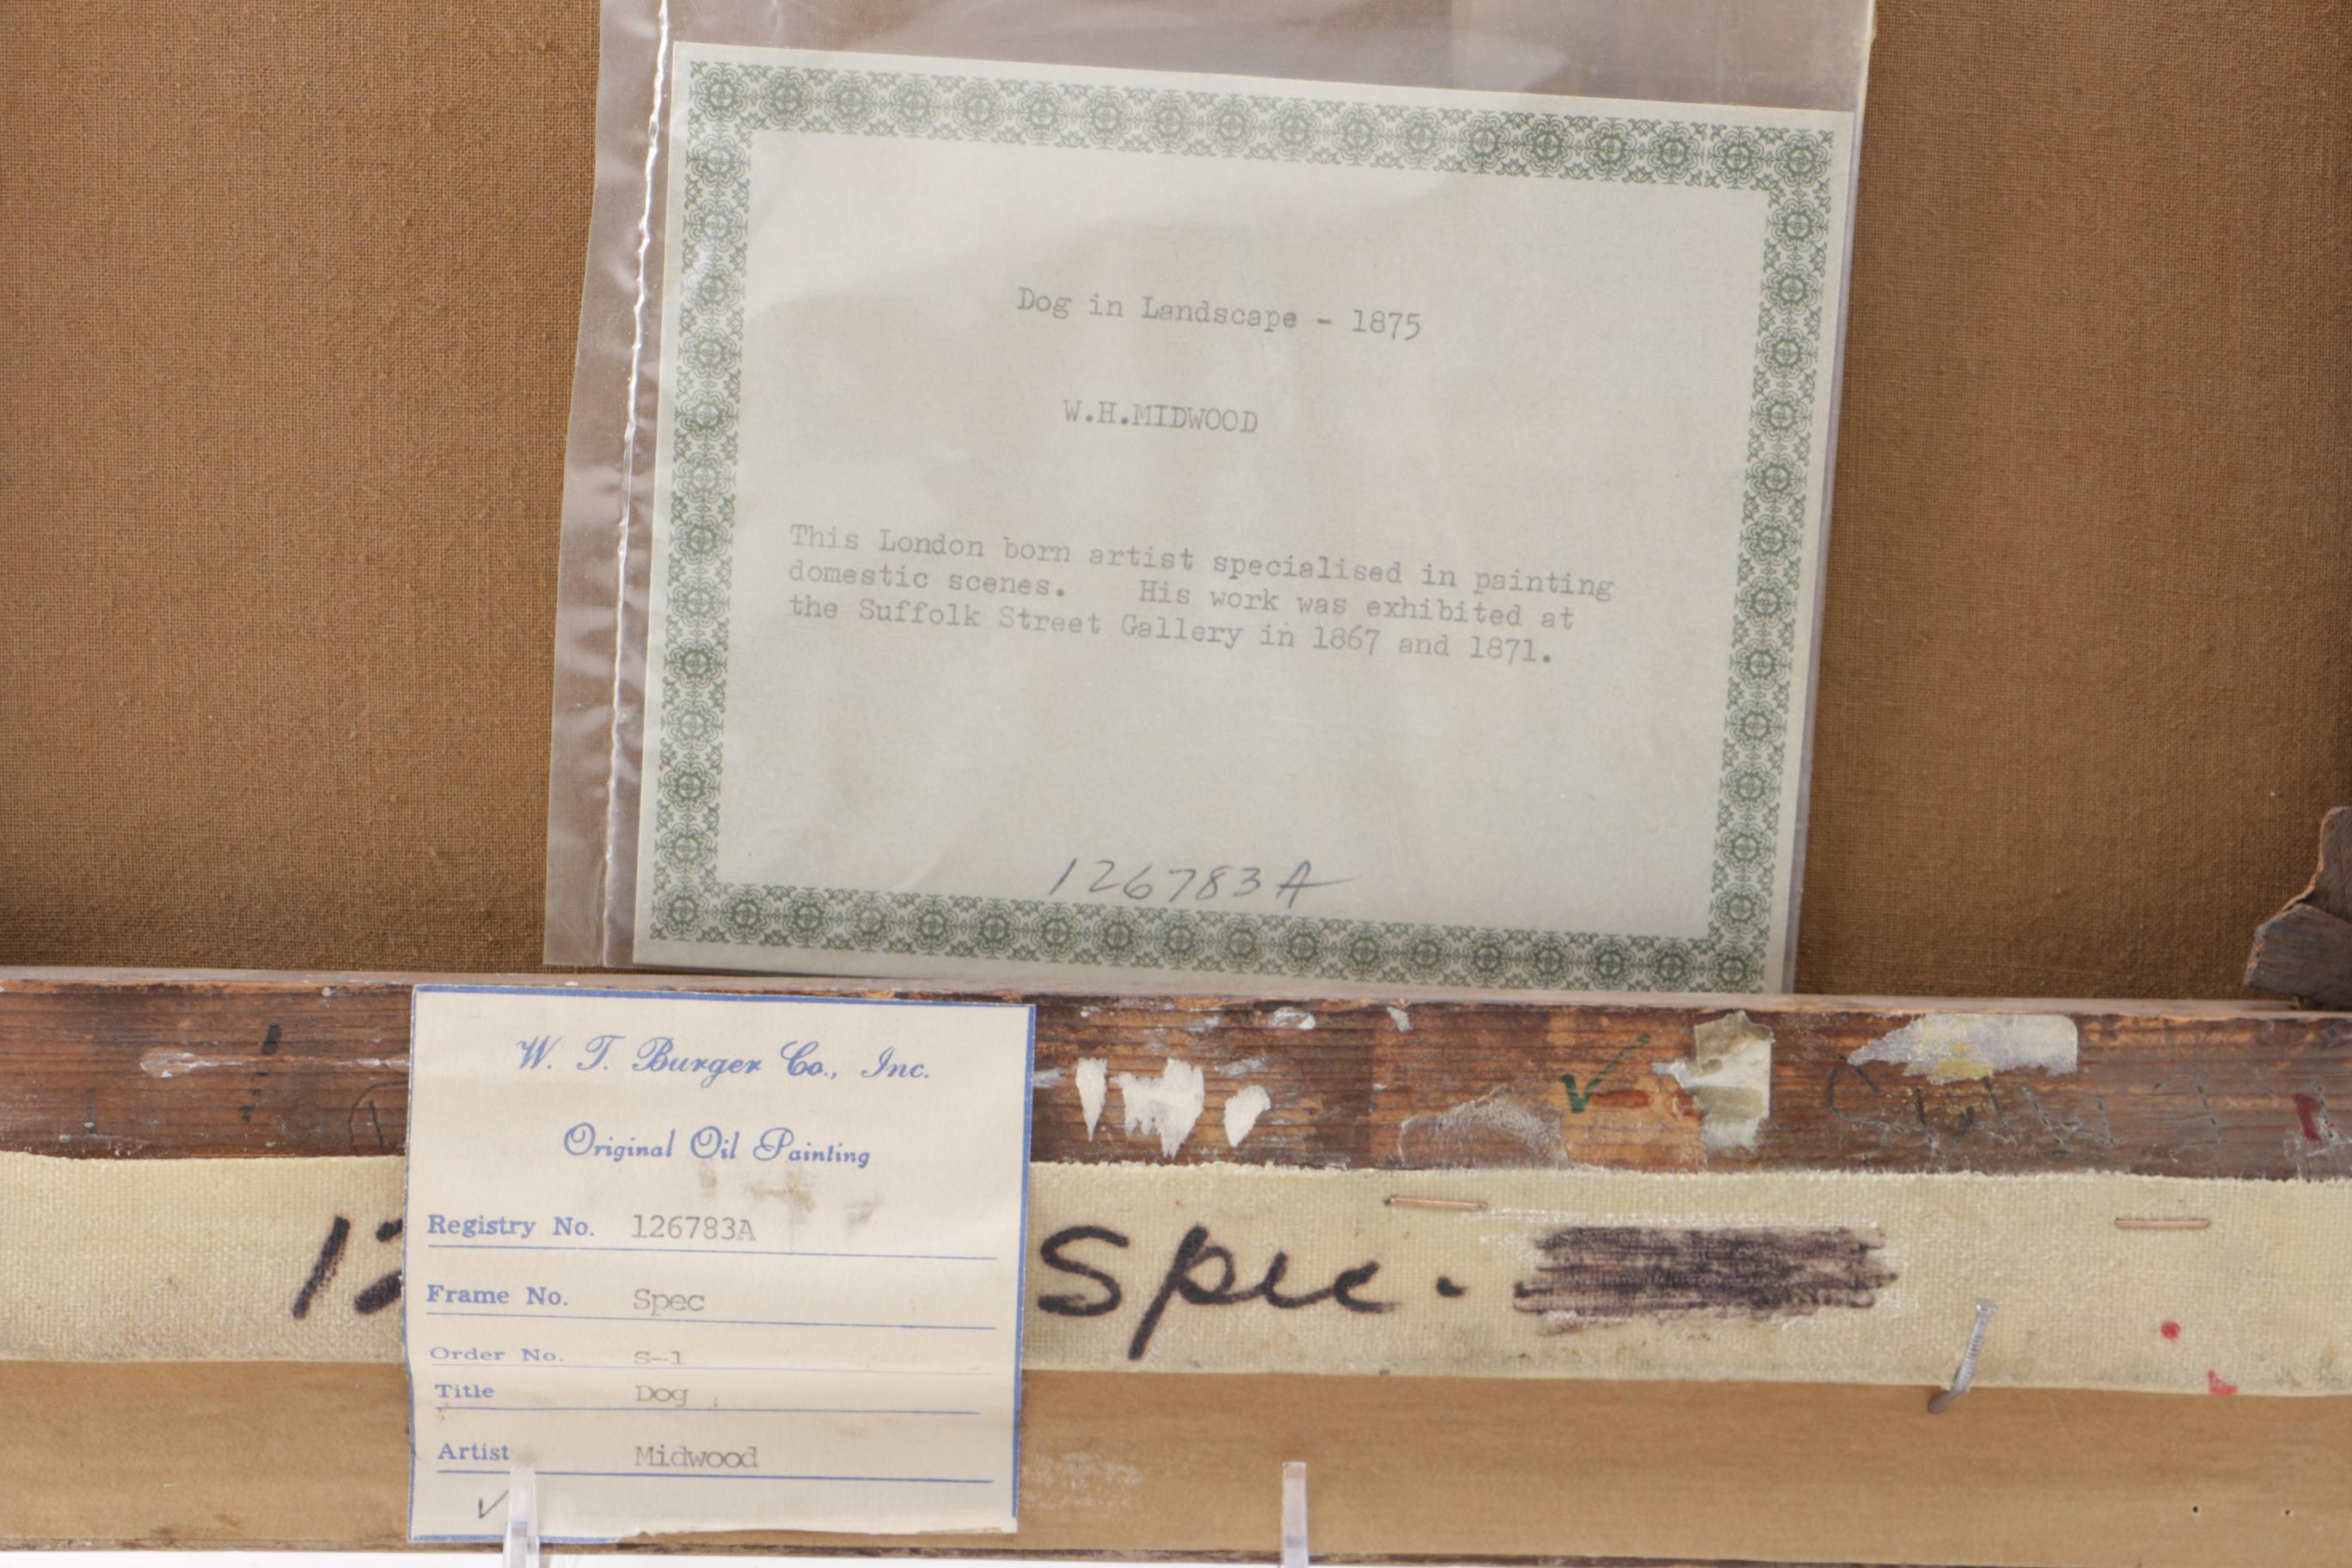 Dog in Landscape - 1875
W.H.MIDWOOD
This London born artist specialised in painting
domestic scenes. His work was exhibited at
the Suffolk Street Gallery in 1867 and 1871.
126783A
W. T. Burger Co., Inc.
Original Oil Painting
Registry No. 126783A
Frame No. Spec
Order No. S-1
Title Dog
Artist Midwood
12 Spec.